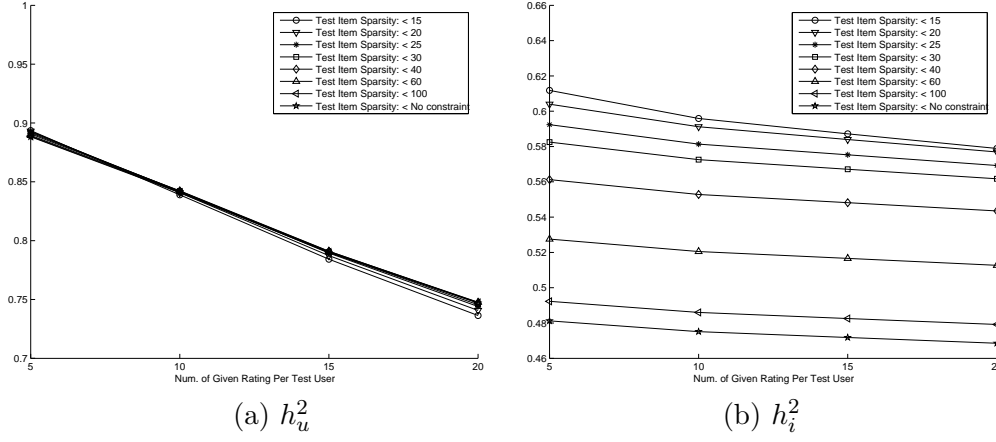 1
0.95
0.9
0.85
0.8
0.75
0.7
5
10
15
20
Num. of Given Rating Per Test User
Test Item Sparsity: < 15
Test Item Sparsity: < 20
Test Item Sparsity: < 25
Test Item Sparsity: < 30
Test Item Sparsity: < 40
Test Item Sparsity: < 60
Test Item Sparsity: < 100
Test Item Sparsity: < No constraint
(a) h_u^2
0.66
0.64
0.62
0.6
0.58
0.56
0.54
0.52
0.5
0.48
0.46
5
10
15
20
Num. of Given Rating Per Test User
Test Item Sparsity: < 15
Test Item Sparsity: < 20
Test Item Sparsity: < 25
Test Item Sparsity: < 30
Test Item Sparsity: < 40
Test Item Sparsity: < 60
Test Item Sparsity: < 100
Test Item Sparsity: < No constraint
(b) h_i^2